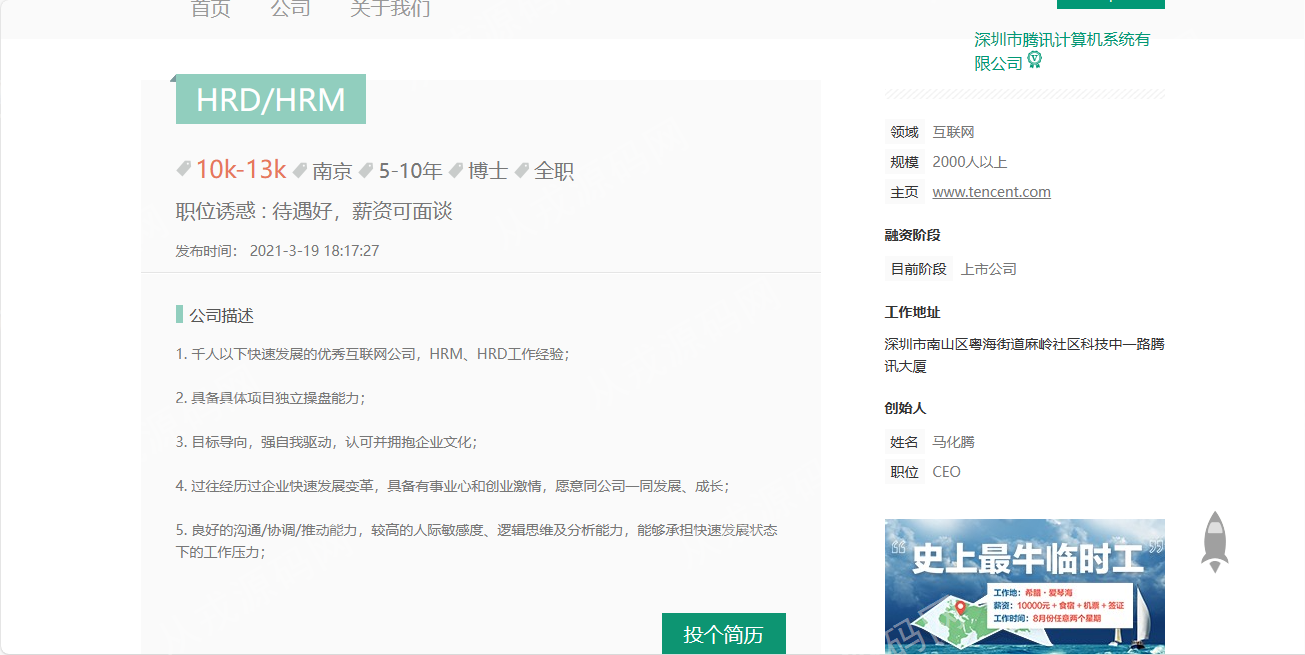 首页 公司 关于我们
HRD/HRM
10k-13k 南京 5-10年 博士 全职
职位诱惑 : 待遇好，薪资可面谈
发布时间： 2021-3-19 18:17:27
公司描述
1. 千人以下快速发展的优秀互联网公司，HRM、HRD工作经验；
2. 具备具体项目独立操盘能力；
3. 目标导向，强自我驱动，认可并拥抱企业文化；
4. 过往经历过企业快速发展变革，具备有事业心和创业激情，愿意同公司一同发展、成长；
5. 良好的沟通/协调/推动能力，较高的人际敏感度、逻辑思维及分析能力，能够承担快速发展状态
下的工作压力；
投个简历
深圳市腾讯计算机系统有
限公司
领域 互联网
规模 2000人以上
主页 www.tencent.com
融资阶段
目前阶段 上市公司
工作地址
深圳市南山区粤海街道麻岭社区科技中一路腾
讯大厦
创始人
姓名 马化腾
职位 CEO
史上最牛临时工
工作地：希腊·爱琴海
薪资：10000元+食宿+机票+签证
工作时间：8月份任意两个星期